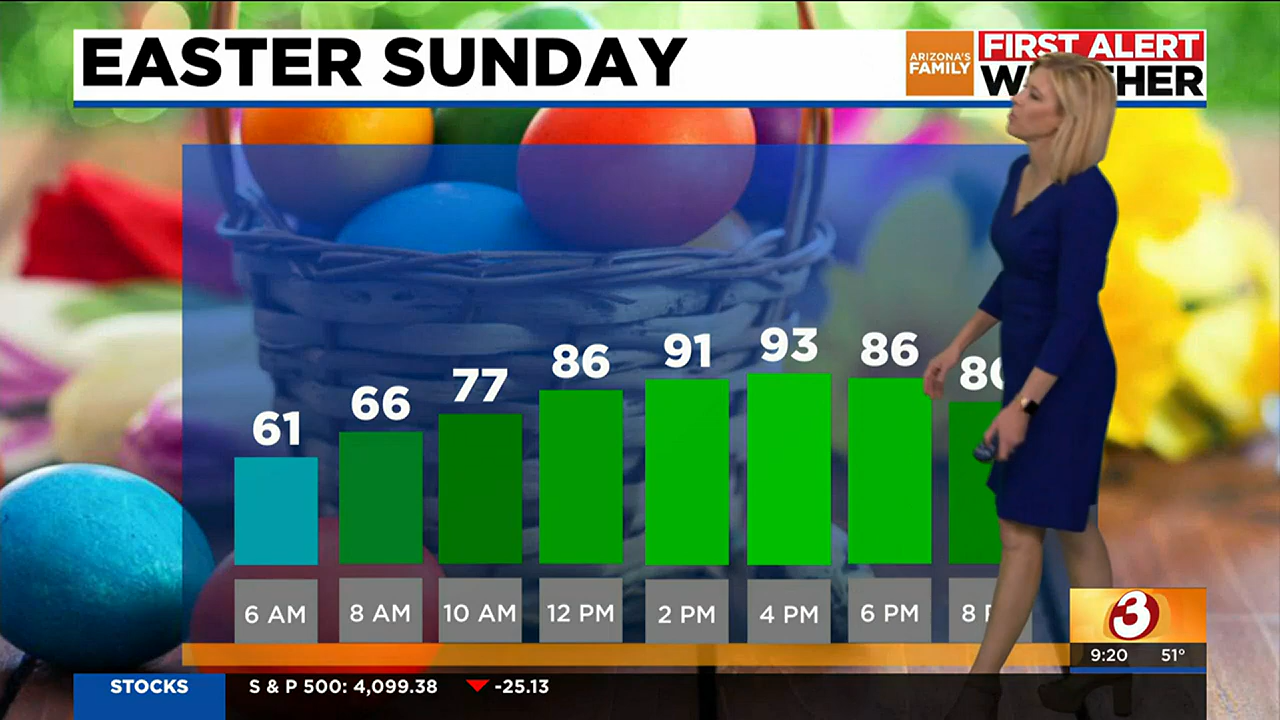 EASTER SUNDAY
ARIZONA'S
FAMILY
FIRST ALERT
61
66
77
86
91
93
86
6 AM
8 AM
10 AM
12 PM
2 PM
4 PM
6 PM
8
3
9:20 51°
STOCKS S & P 500: 4,099.38 -25.13